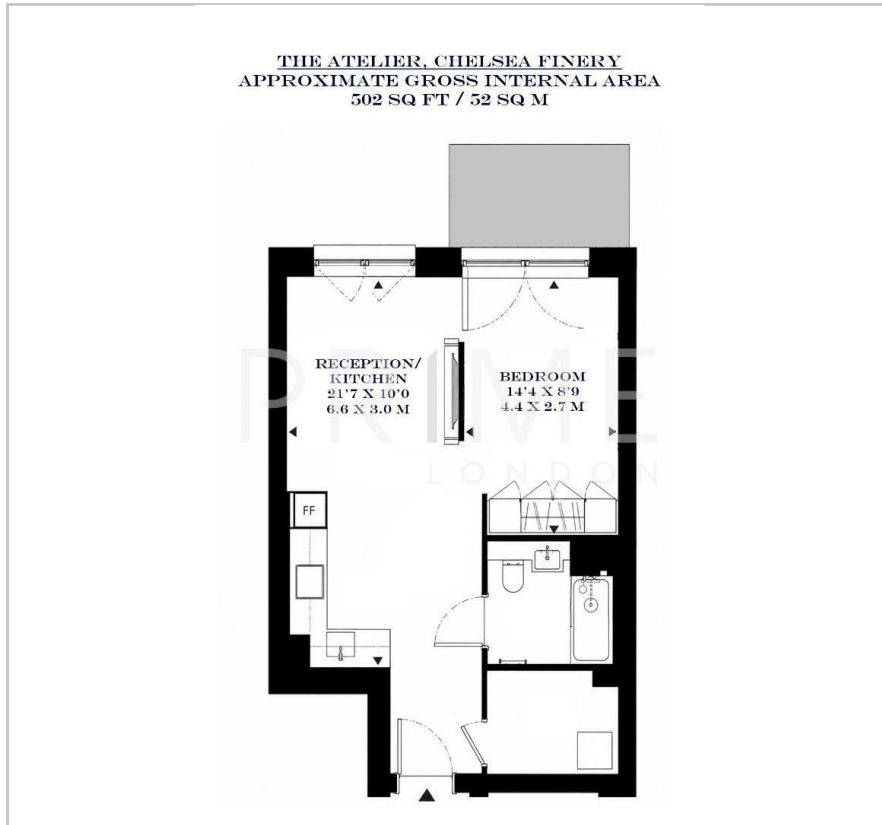 THE ATELIER, CHELSEA FINERY
APPROXIMATE GROSS INTERNAL AREA
502 SQ FT / 52 SQ M
RECEPTION/
KITCHEN
21'7 X 10'0
6.6 X 3.0 M
BEDROOM
14'4 X 8'9
4.4 X 2.7 M
PRIME
LONDON
FF